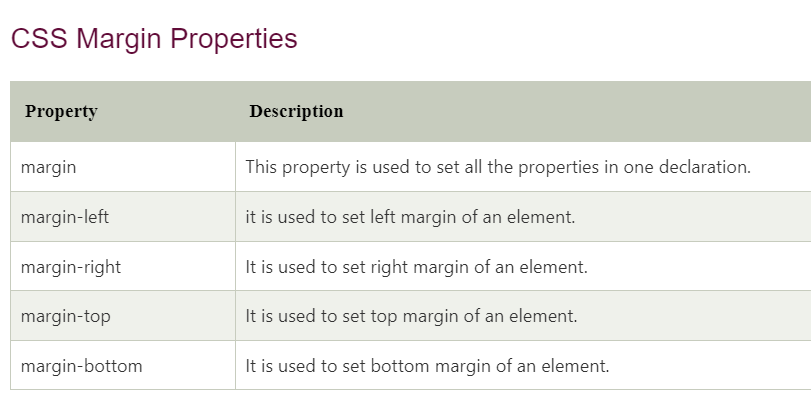 CSS Margin Properties
Property Description
margin This property is used to set all the properties in one declaration.
margin-left it is used to set left margin of an element.
margin-right It is used to set right margin of an element.
margin-top It is used to set top margin of an element.
margin-bottom It is used to set bottom margin of an element.